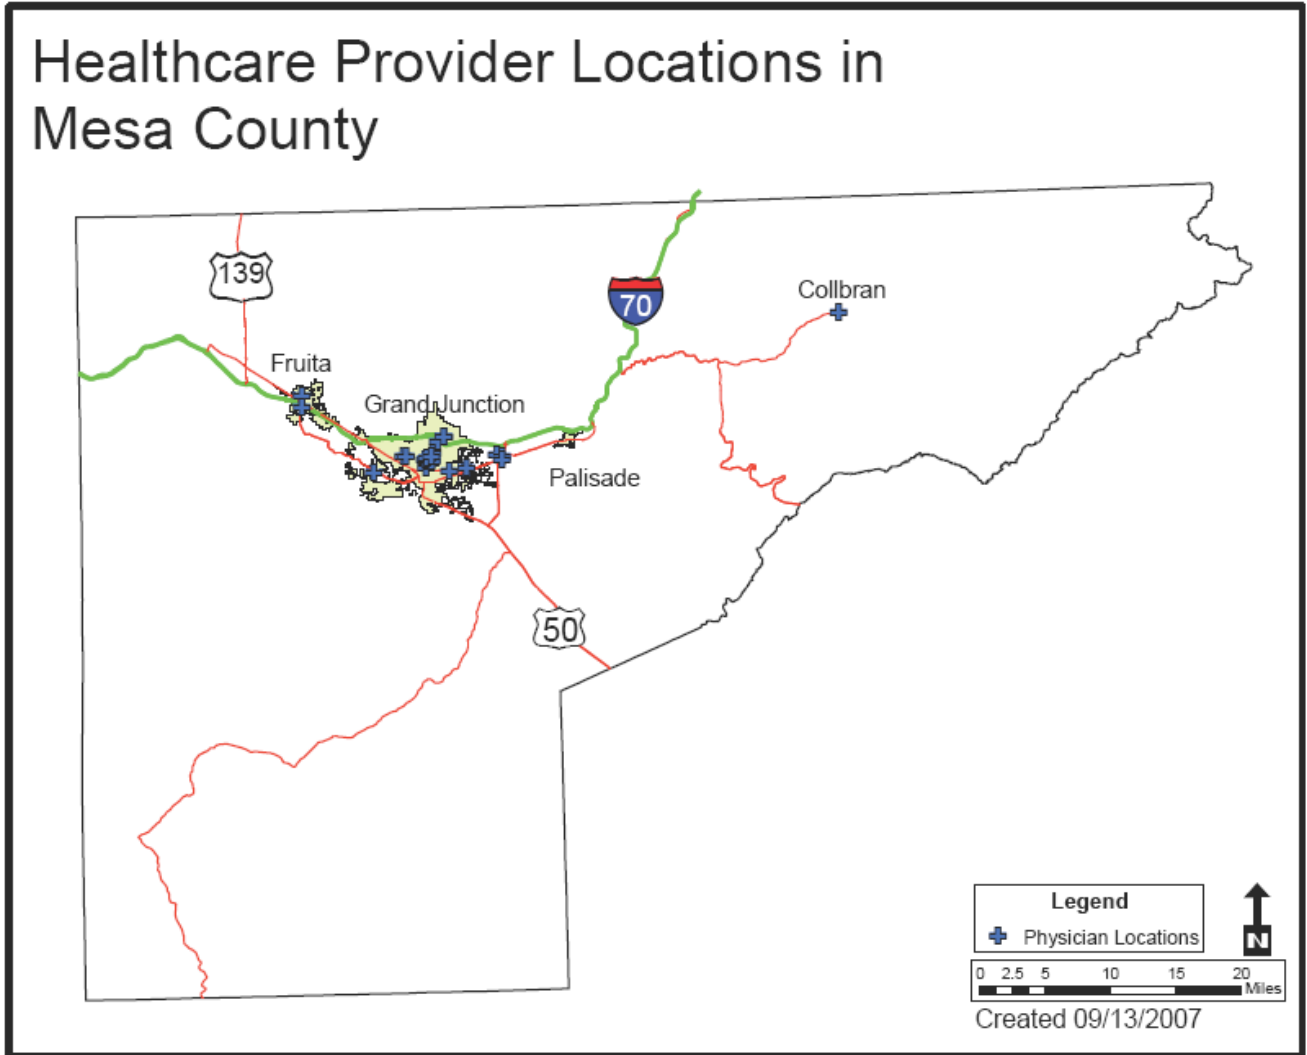 Healthcare Provider Locations in
Mesa County
139
70
Collbran
Fruita
Grand Junction
Palisade
50
Legend
Physician Locations
N
0 2.5 5 10 15 20
Miles
Created 09/13/2007